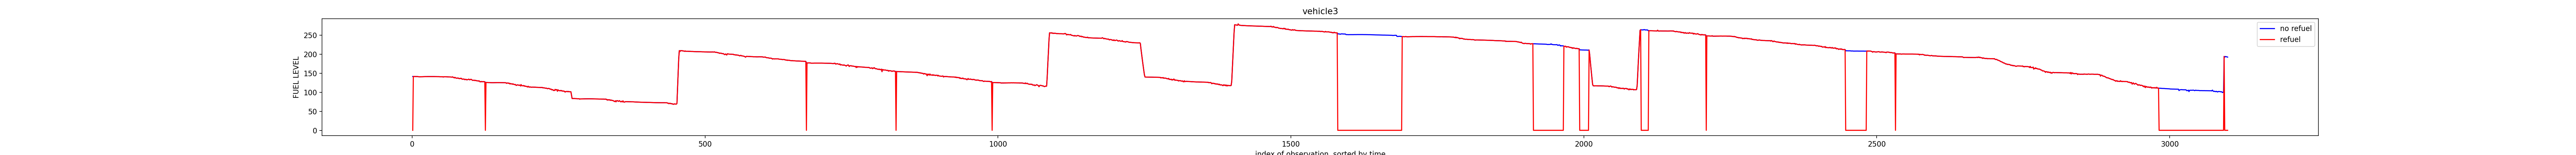 vehicle3
FUEL LEVEL
250
200
150
100
50
0
no refuel
refuel
0 500 1000 1500 2000 2500 3000
index of observation, sorted by time